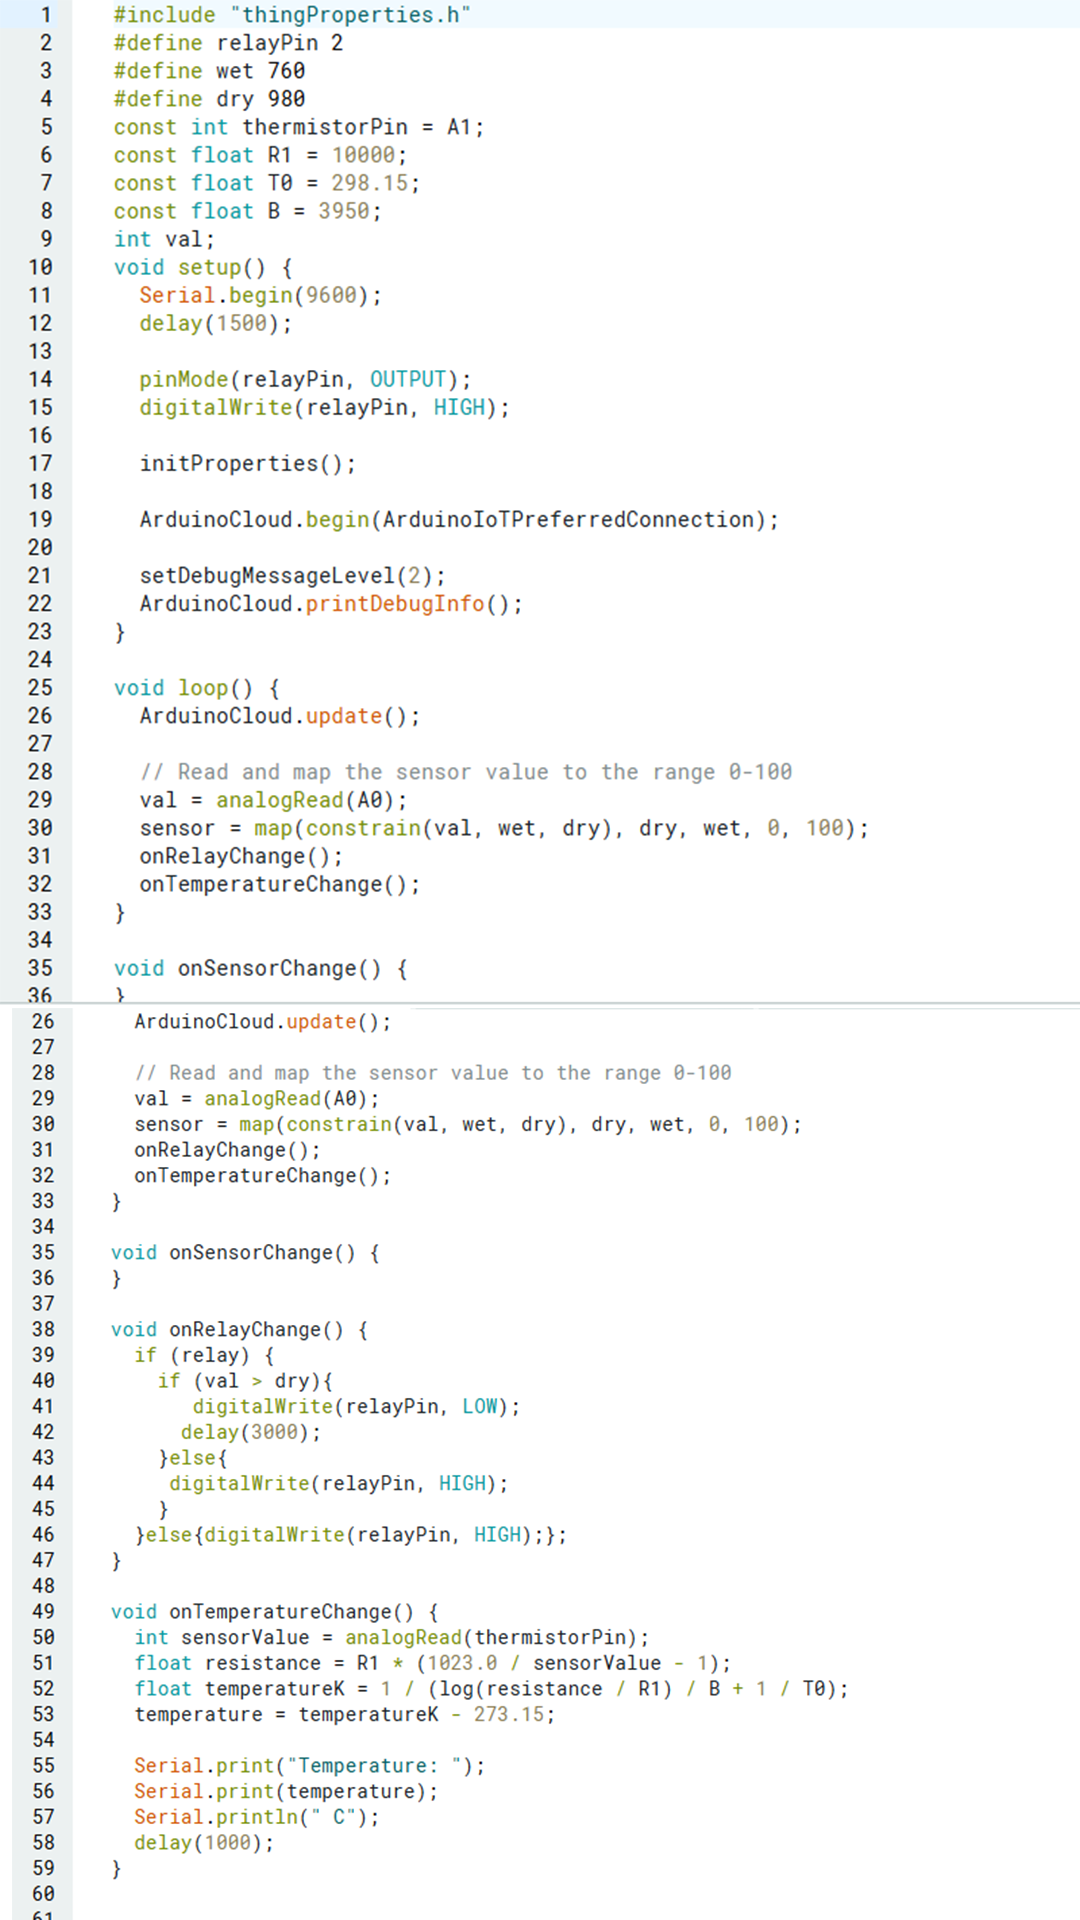 1 #include "thingProperties.h"
2 #define relayPin 2
3 #define wet 760
4 #define dry 980
5 const int thermistorPin = A1;
6 const float R1 = 10000;
7 const float T0 = 298.15;
8 const float B = 3950;
9 int val;
10 void setup() {
11 Serial.begin(9600);
12 delay(1500);
13
14 pinMode(relayPin, OUTPUT);
15 digitalWrite(relayPin, HIGH);
16
17 initProperties();
18
19 ArduinoCloud.begin(ArduinoIoTPreferredConnection);
20
21 setDebugMessageLevel(2);
22 ArduinoCloud.printDebugInfo();
23 }
24
25 void loop() {
26 ArduinoCloud.update();
27
28 // Read and map the sensor value to the range 0-100
29 val = analogRead(A0);
30 sensor = map(constrain(val, wet, dry), dry, wet, 0, 100);
31 onRelayChange();
32 onTemperatureChange();
33 }
34
35 void onSensorChange() {
36 }
26 ArduinoCloud.update();
27
28 // Read and map the sensor value to the range 0-100
29 val = analogRead(A0);
30 sensor = map(constrain(val, wet, dry), dry, wet, 0, 100);
31 onRelayChange();
32 onTemperatureChange();
33 }
34
35 void onSensorChange() {
36 }
37
38 void onRelayChange() {
39 if (relay) {
40 if (val > dry){
41 digitalWrite(relayPin, LOW);
42 delay(3000);
43 }else{
44 digitalWrite(relayPin, HIGH);
45 }
46 }else{digitalWrite(relayPin, HIGH);};
47 }
48
49 void onTemperatureChange() {
50 int sensorValue = analogRead(thermistorPin);
51 float resistance = R1 * (1023.0 / sensorValue - 1);
52 float temperatureK = 1 / (log(resistance / R1) / B + 1 / T0);
53 temperature = temperatureK - 273.15;
54
55 Serial.print("Temperature: ");
56 Serial.print(temperature);
57 Serial.println(" C");
58 delay(1000);
59 }
60
61